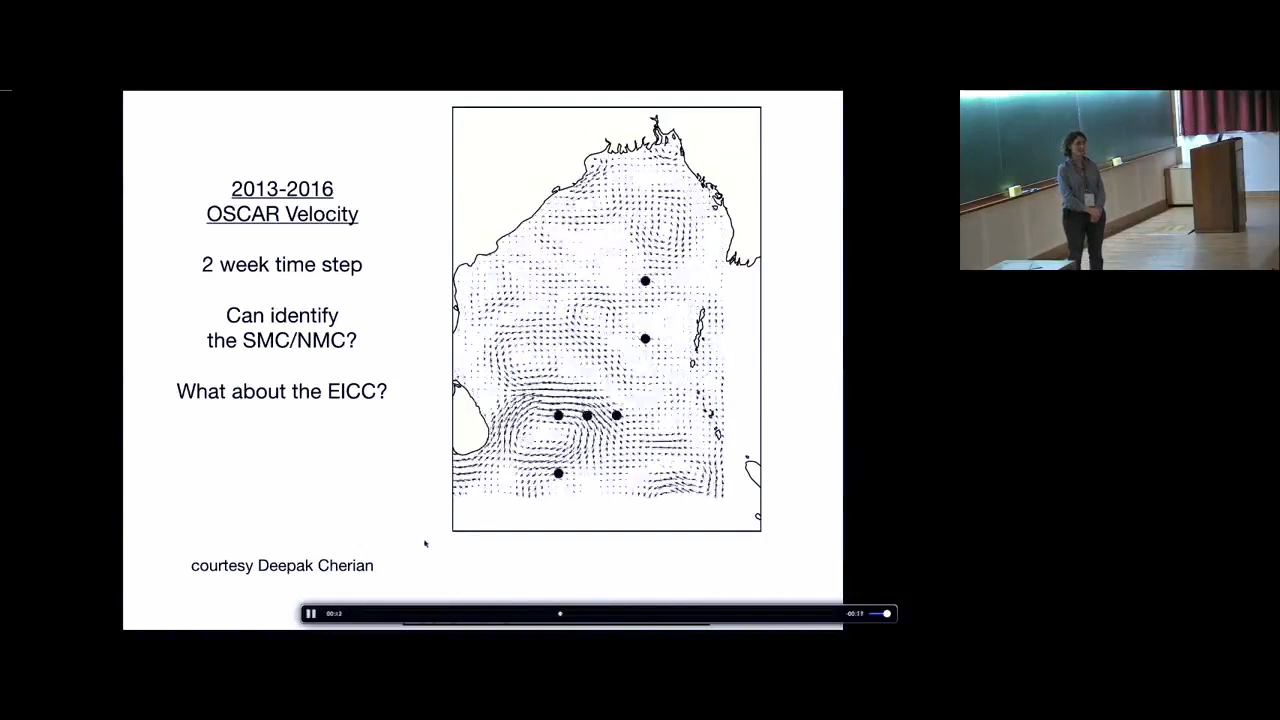 2013-2016
OSCAR Velocity
2 week time step
Can identify
the SMC/NMC?
What about the EICC?
courtesy Deepak Cherian